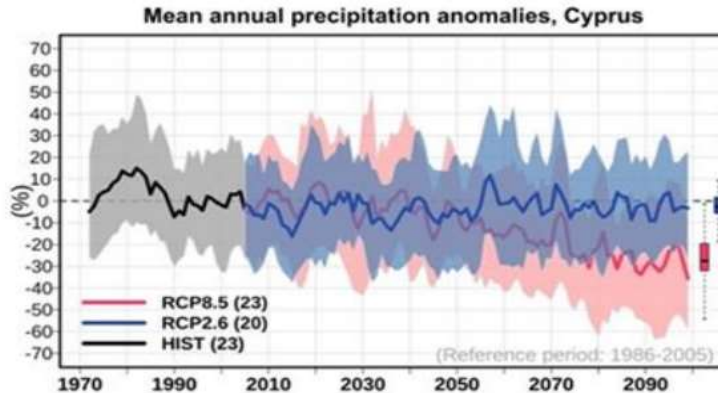 Mean annual precipitation anomalies, Cyprus
70
60
50
40
30
20
10
0
-10
-20
-30
-40
-50
-60
-70
(%)
RCP8.5 (23)
RCP2.6 (20)
HIST (23)
(Reference period: 1986-2005)
1970 1990 2010 2030 2050 2070 2090